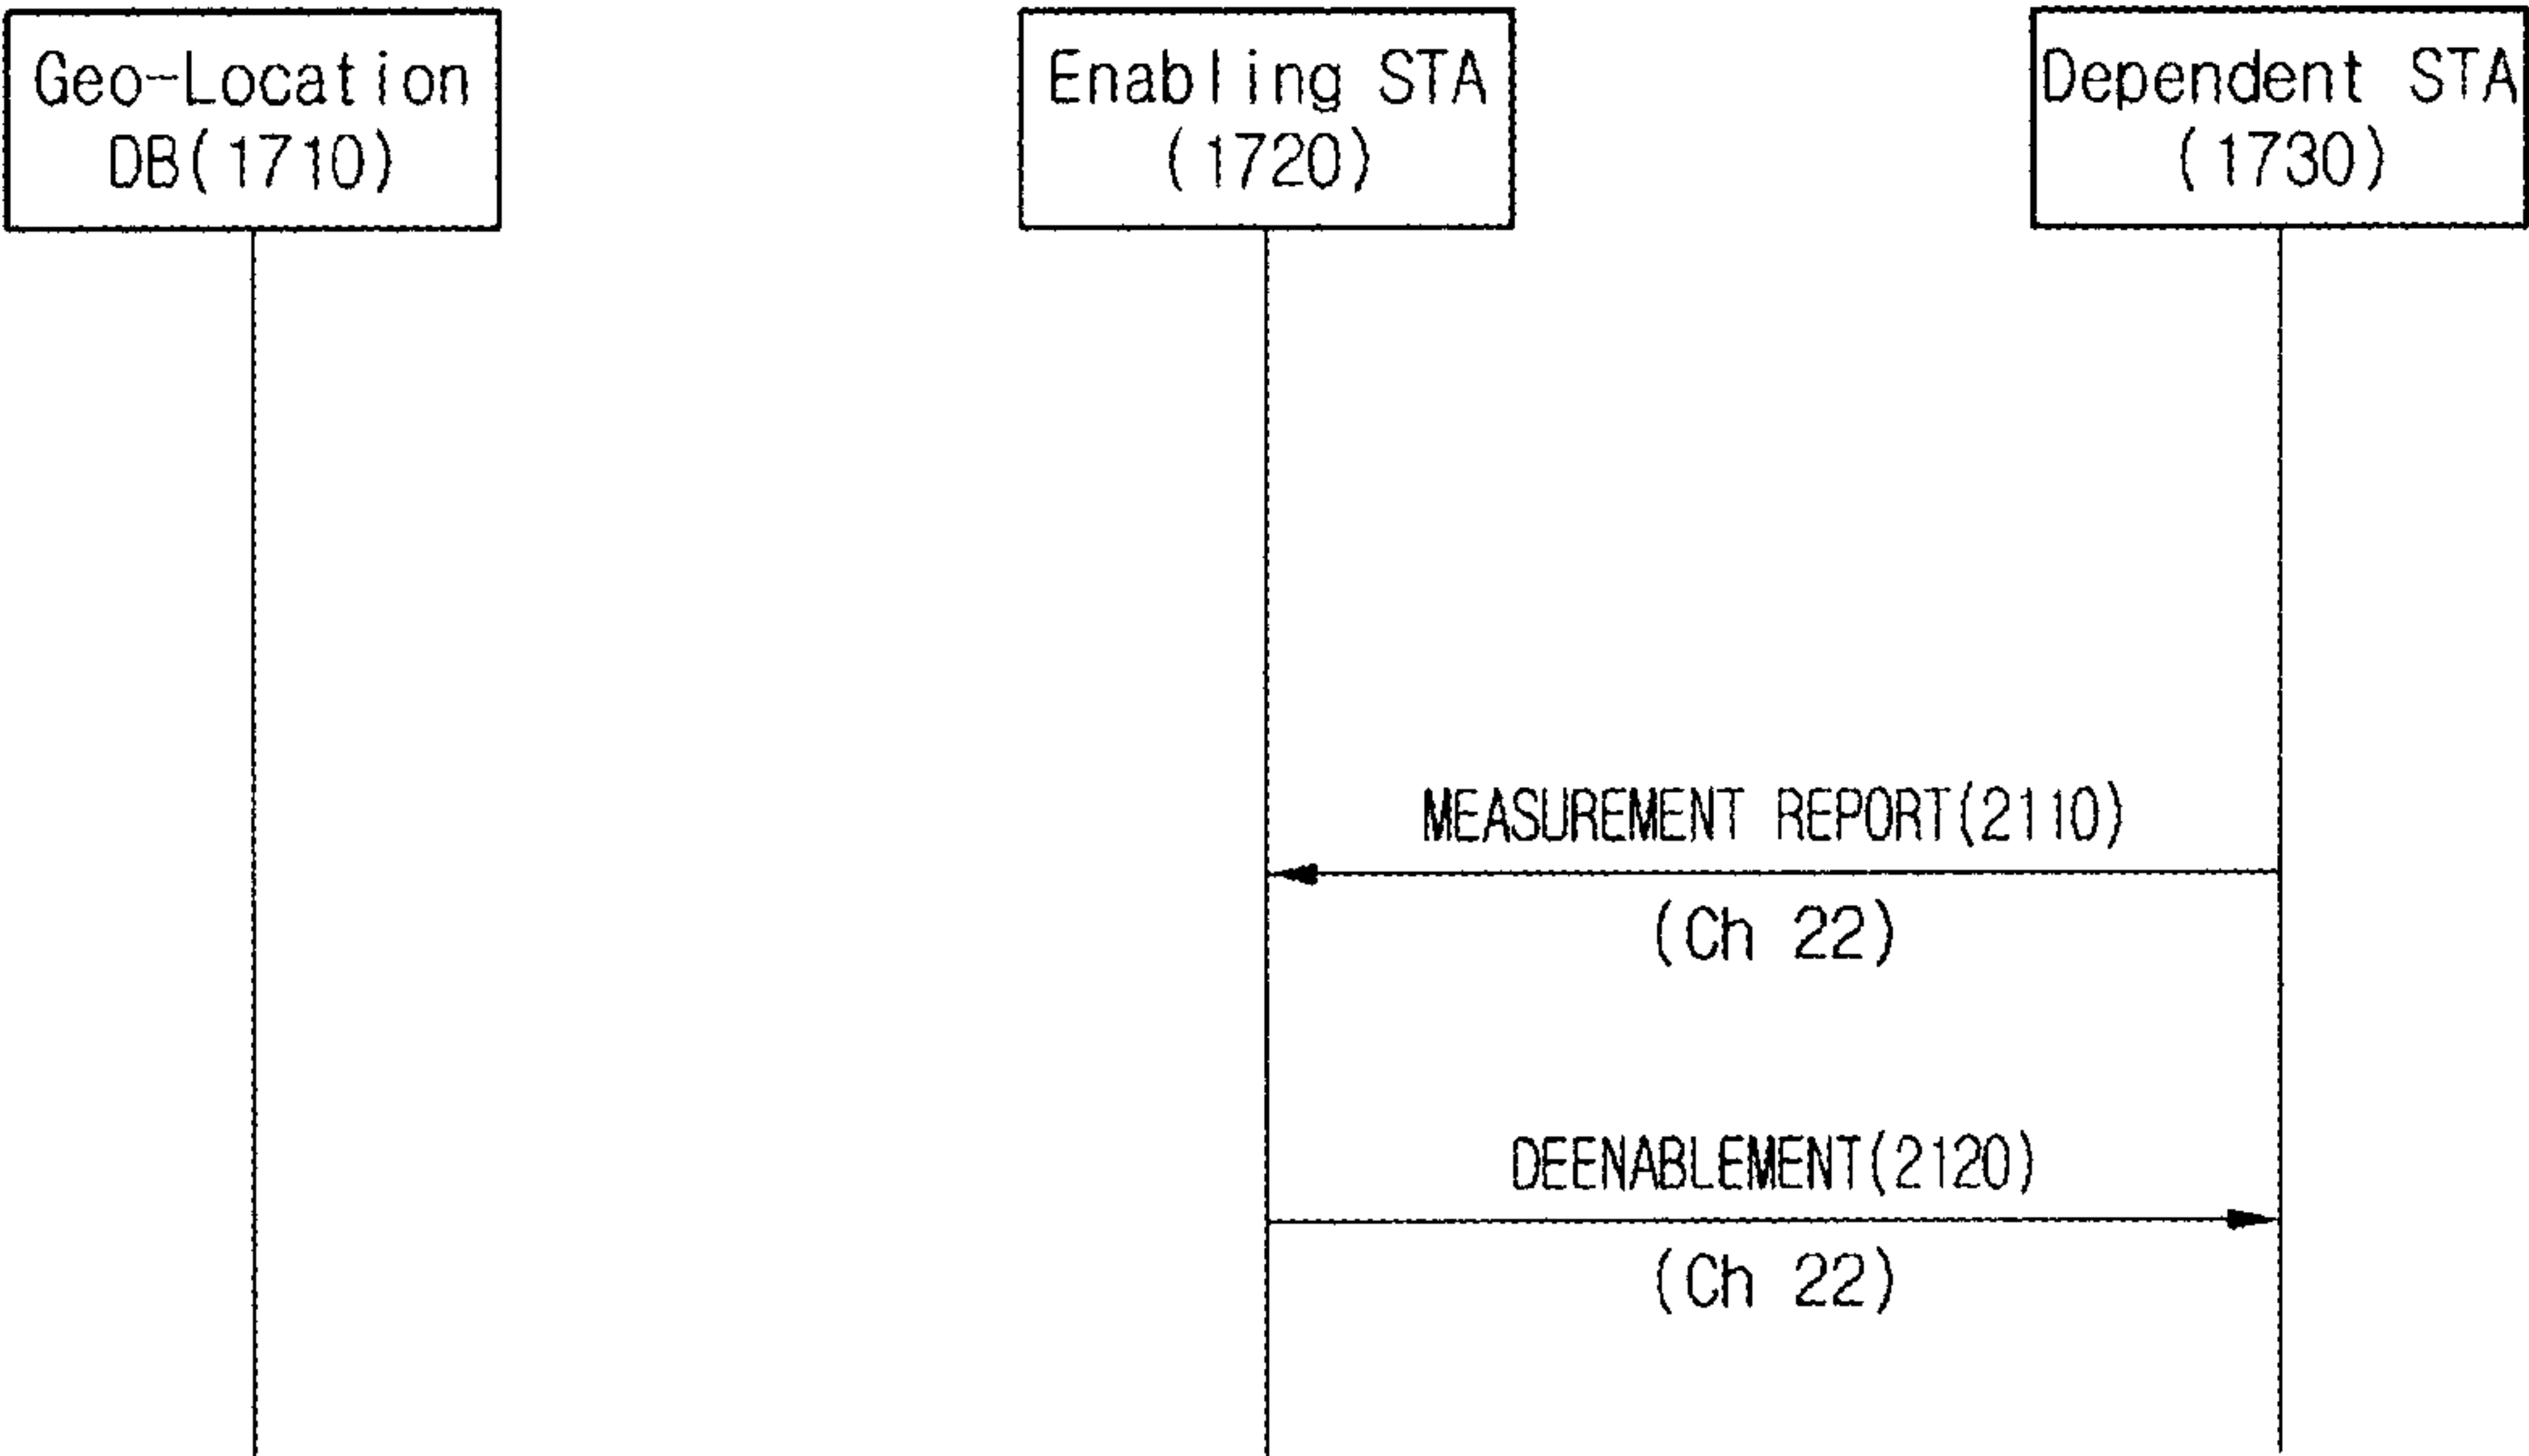 Geo-Location
DB(1710)
Enabling STA
(1720)
Dependent STA
(1730)
MEASUREMENT REPORT(2110)
(Ch 22)
DEENABLEMENT(2120)
(Ch 22)